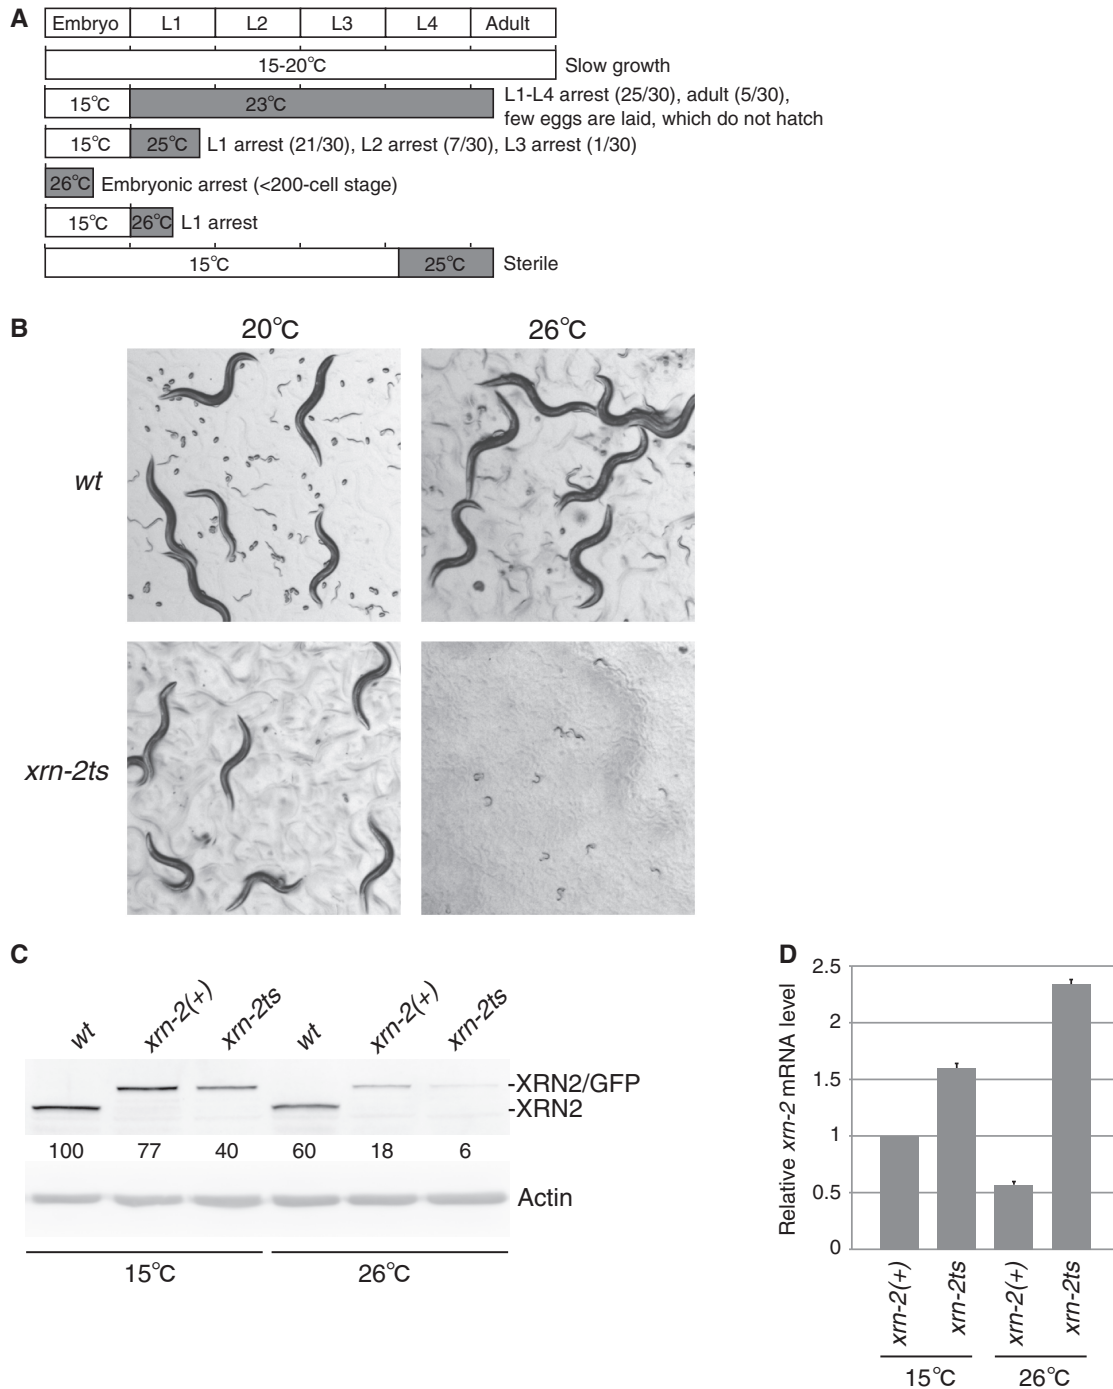 A
Embryo L1 L2 L3 L4 Adult
15-20°C Slow growth
15°C 23°C L1-L4 arrest (25/30), adult (5/30),
few eggs are laid, which do not hatch
15°C 25°C L1 arrest (21/30), L2 arrest (7/30), L3 arrest (1/30)
26°C Embryonic arrest (<200-cell stage)
15°C 26°C L1 arrest
15°C 25°C Sterile
B
20°C 26°C
wt
xrn-2ts
C
wt xrn-2(+) xrn-2ts wt xrn-2(+) xrn-2ts
-XRN2/GFP
-XRN2
100 77 40 60 18 6
Actin
15°C 26°C
D
Relative xrn-2 mRNA level
2.5
2
1.5
1
0.5
0
xrn-2(+) xrn-2ts xrn-2(+) xrn-2ts
15°C 26°C